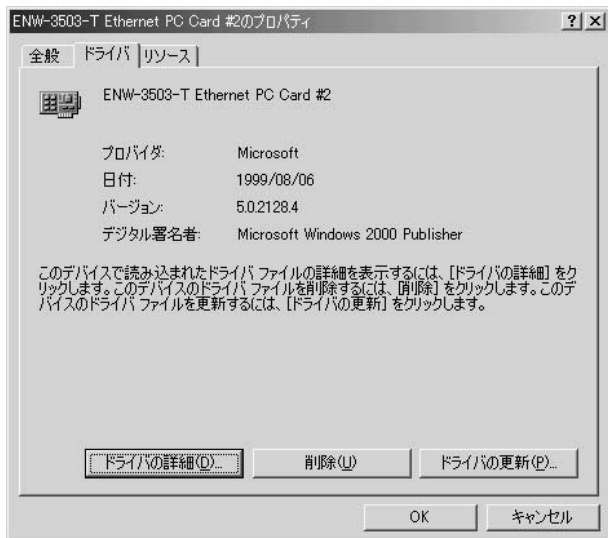 ENW-3503-T Ethernet PC Card #2のプロパティ
? ×
全般 ドライバ リソース
ENW-3503-T Ethernet PC Card #2
プロバイダ: Microsoft
日付: 1999/08/06
バージョン: 5.0.2128.4
デジタル署名者: Microsoft Windows 2000 Publisher
このデバイスで読み込まれたドライバ ファイルの詳細を表示するには、[ドライバの詳細] をク
リックします。このデバイスのドライバ ファイルを削除するには、[削除] をクリックします。このデ
バイスのドライバ ファイルを更新するには、[ドライバの更新] をクリックします。
ドライバの詳細(D)... 削除(U) ドライバの更新(P)...
OK キャンセル